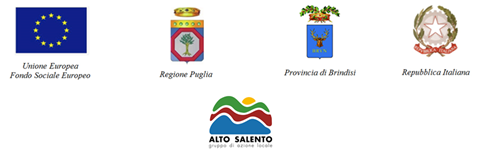 Unione Europea
Fondo Sociale Europeo
Regione Puglia
Provincia di Brindisi
Repubblica Italiana
ALTO SALENTO
gruppo di azione locale